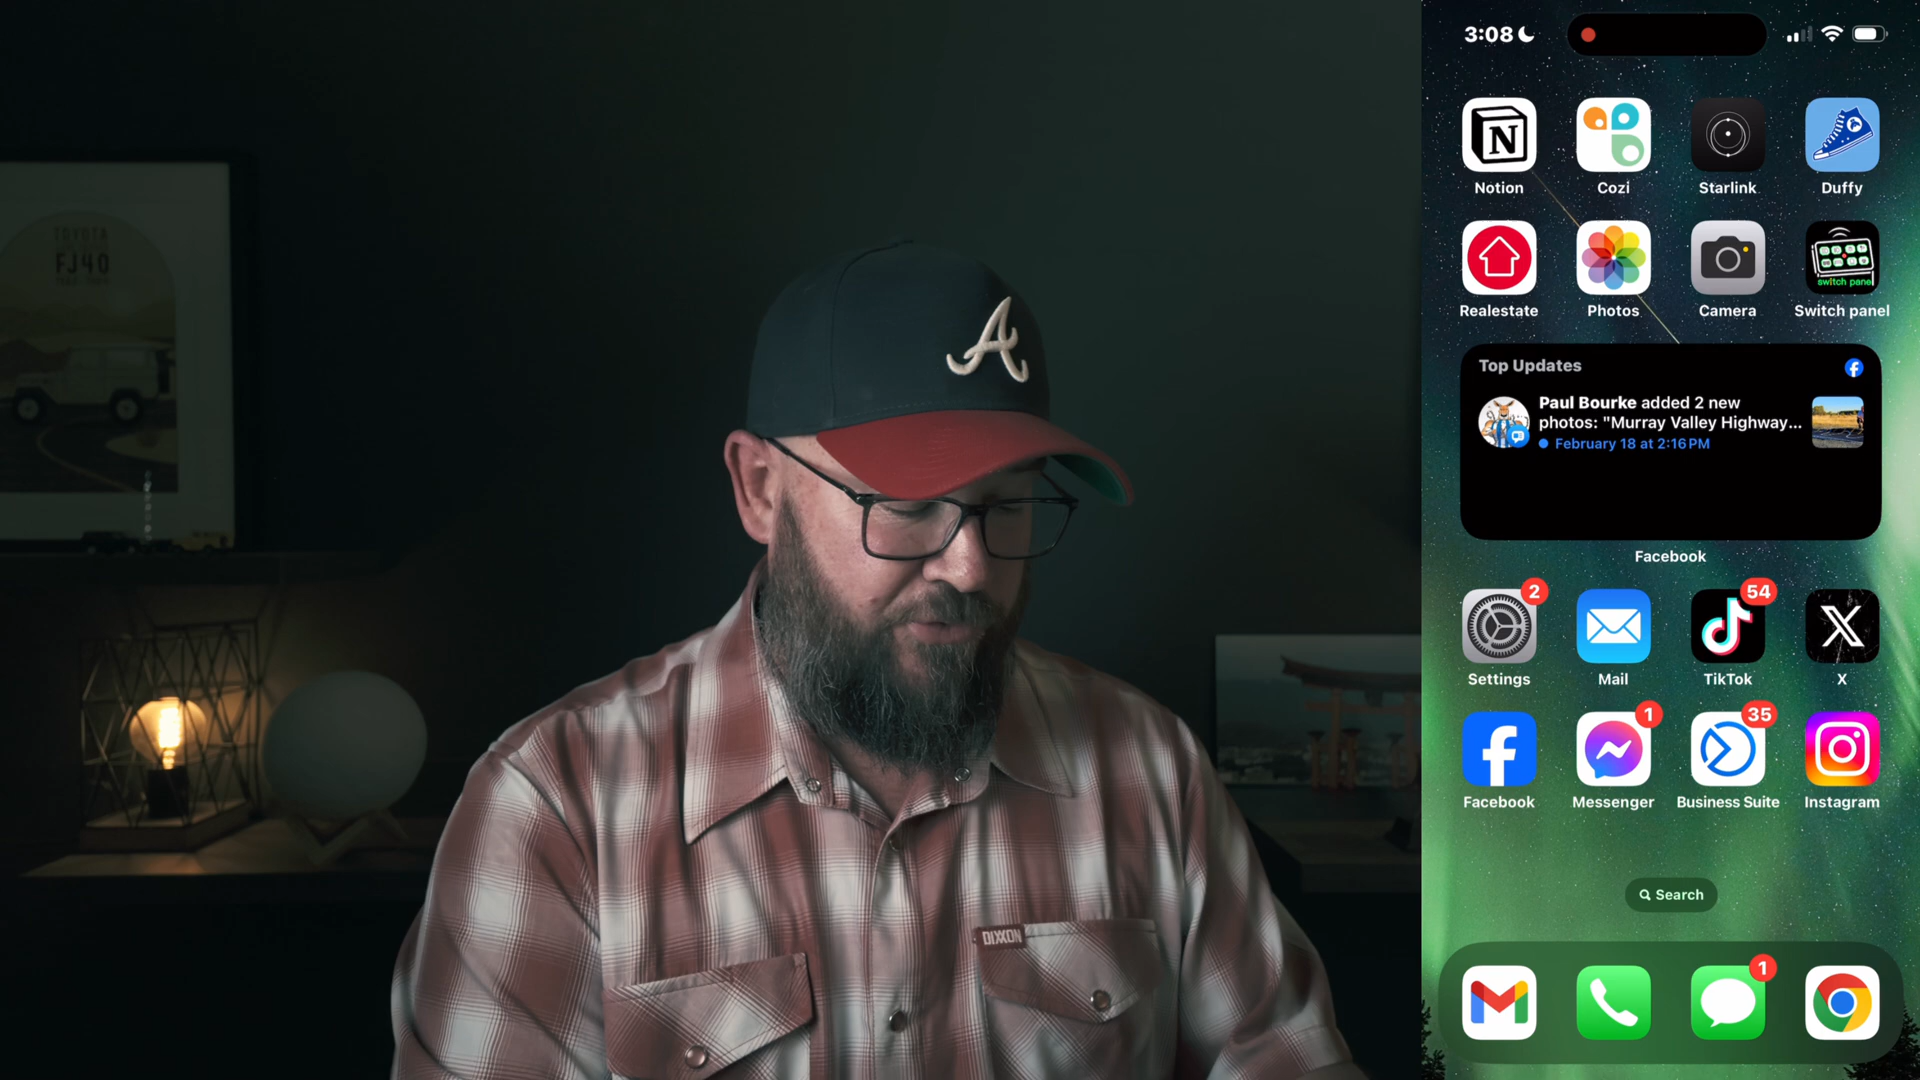 TOYOTA
FJ40
A
DIXXON
3:08
N
Notion
Cozi
Starlink
Duffy
switch panel
Realestate
Photos
Camera
Switch panel
Top Updates
Paul Bourke added 2 new
photos: "Murray Valley Highway...
February 18 at 2:16 PM
Facebook
2
54
Settings
Mail
TikTok
X
1
35
Facebook
Messenger
Business Suite
Instagram
Search
1